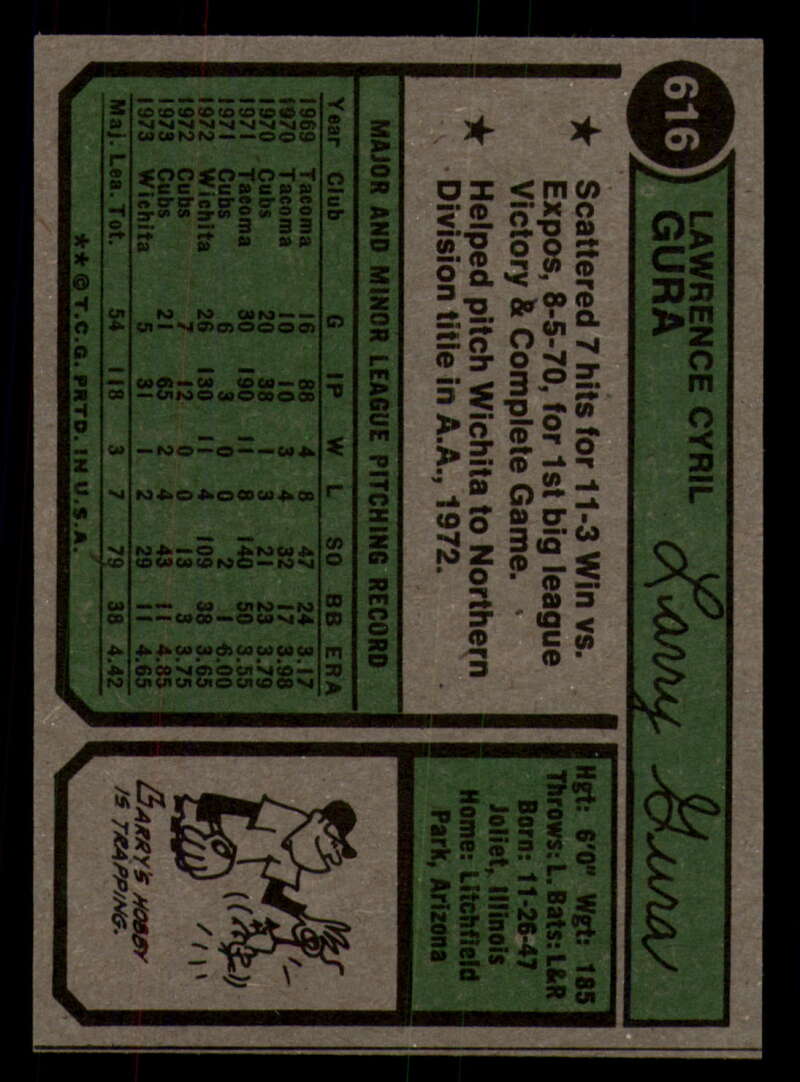 616
LAWRENCE CYRIL
GURA
Larry Gura
★ Scattered 7 hits for 11-3 Win vs.
Expos, 8-5-70, for 1st big league
Victory & Complete Game.
★ Helped pitch Wichita to Northern
Division title in A.A., 1972.
Hgt: 6'0" Wgt: 185
Throws: L. Bats: L&R
Born: 11-26-47
Joliet, Illinois
Home: Litchfield
Park, Arizona
MAJOR AND MINOR LEAGUE PITCHING RECORD
Year Club G IP W L SO BB ERA
1969 Tacoma 16 88 4 8 47 24 3.17
1970 Tacoma 10 10 3 4 32 17 3.98
1970 Cubs 20 38 1 3 21 23 3.79
1971 Tacoma 30 190 11 8 140 50 3.55
1971 Cubs 6 3 0 0 2 1 6.00
1972 Wichita 26 130 11 4 109 38 3.65
1972 Cubs 7 12 0 0 13 3 3.75
1973 Cubs 21 65 2 4 43 11 4.85
1973 Wichita 5 31 1 2 29 11 4.65
Maj. Lea. Tot. 54 118 3 7 79 38 4.42
** © T.C.G. PRTD. IN U.S.A.
LARRY'S HOBBY
IS TRAPPING.